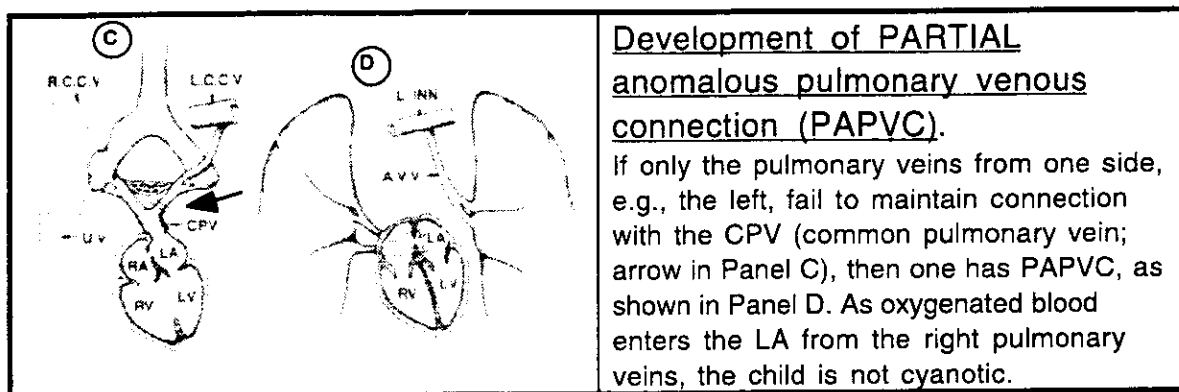 C
R.C.C.V
L.C.C.V
U.V
CPV
RA
LA
RV
LV
D
L. INN
A V V
LA
RV
LV
Development of PARTIAL
anomalous pulmonary venous
connection (PAPVC).
If only the pulmonary veins from one side,
e.g., the left, fail to maintain connection
with the CPV (common pulmonary vein;
arrow in Panel C), then one has PAPVC, as
shown in Panel D. As oxygenated blood
enters the LA from the right pulmonary
veins, the child is not cyanotic.